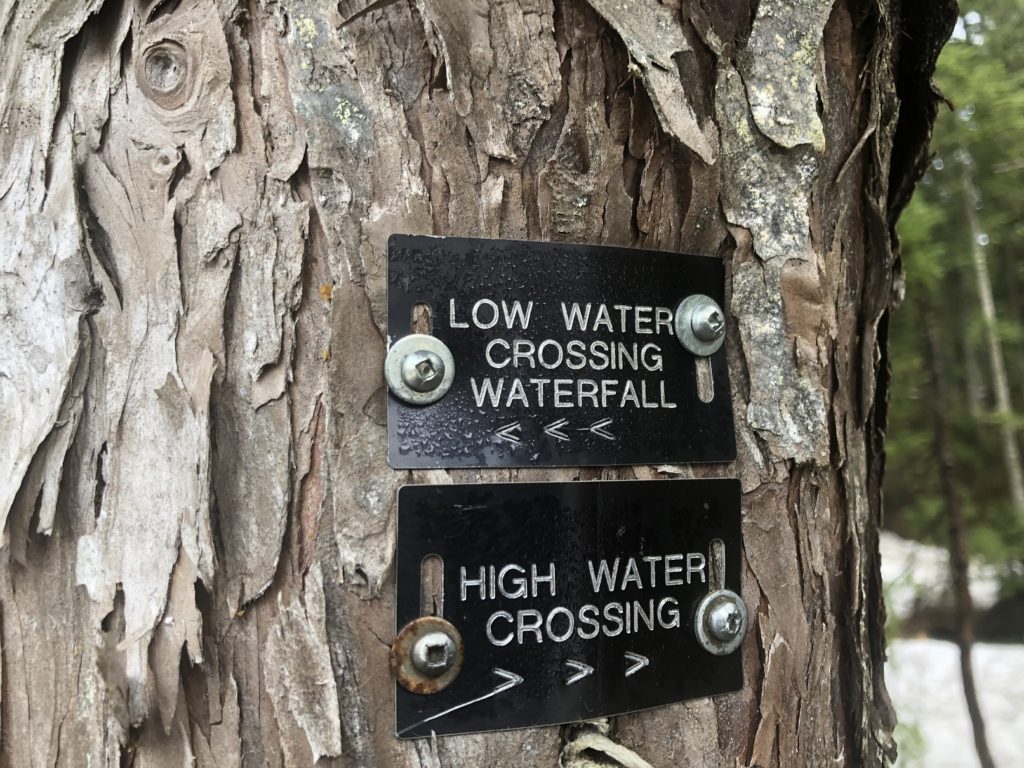 LOW WATER
CROSSING
WATERFALL
< < <
HIGH WATER
CROSSING
> > >